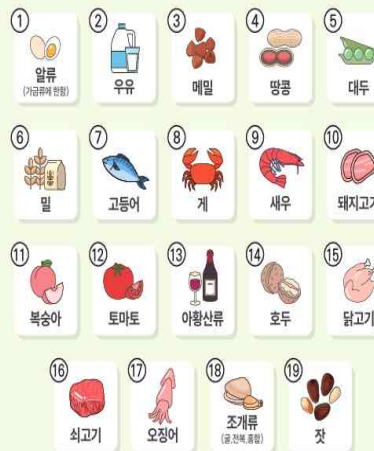 ① ② ③ ④ ⑤
알류 우유 메밀 땅콩 대두
(가금류에 한함)
⑥ ⑦ ⑧ ⑨ ⑩
밀 고등어 게 새우 돼지고기
⑪ ⑫ ⑬ ⑭ ⑮
복숭아 토마토 아황산류 호두 닭고기
⑯ ⑰ ⑱ ⑲
쇠고기 오징어 조개류 잣
(굴,전복,홍합)